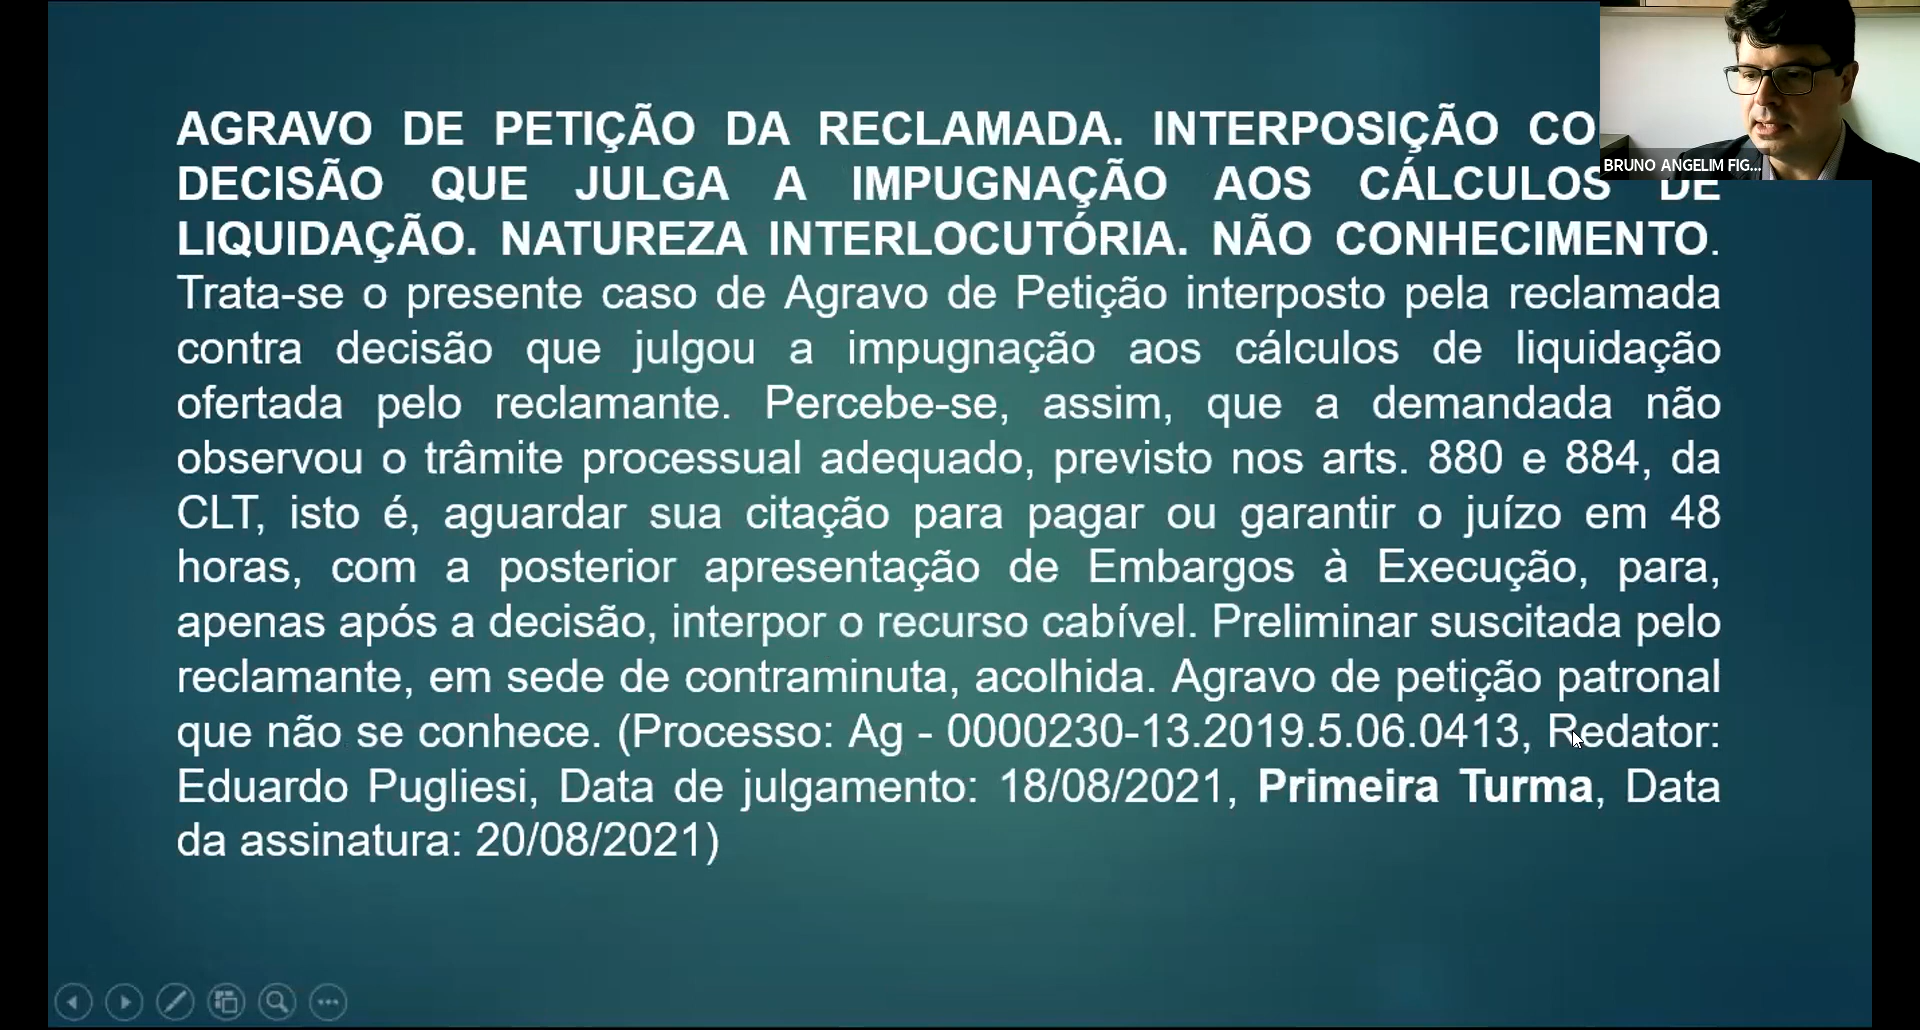 AGRAVO DE PETIÇÃO DA RECLAMADA. INTERPOSIÇÃO
DECISÃO QUE JULGA A IMPUGNAÇÃO AOS CÁLCULOS DE
LIQUIDAÇÃO. NATUREZA INTERLOCUTÓRIA. NÃO CONHECIMENTO.
Trata-se o presente caso de Agravo de Petição interposto pela reclamada
contra decisão que julgou a impugnação aos cálculos de liquidação
ofertada pelo reclamante. Percebe-se, assim, que a demandada não
observou o trâmite processual adequado, previsto nos arts. 880 e 884, da
CLT, isto é, aguardar sua citação para pagar ou garantir o juízo em 48
horas, com a posterior apresentação de Embargos à Execução, para,
apenas após a decisão, interpor o recurso cabível. Preliminar suscitada pelo
reclamante, em sede de contraminuta, acolhida. Agravo de petição patronal
que não se conhece. (Processo: Ag - 0000230-13.2019.5.06.0413, Redator:
Eduardo Pugliesi, Data de julgamento: 18/08/2021, Primeira Turma, Data
da assinatura: 20/08/2021)
BRUNO ANGELIM FIG...